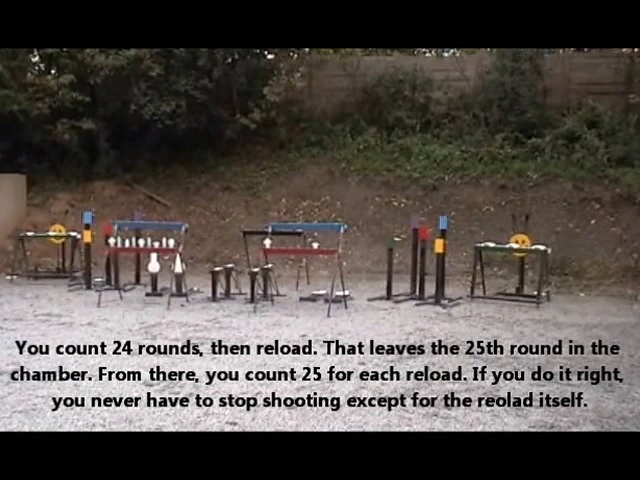 You count 24 rounds, then reload. That leaves the 25th round in the
chamber. From there, you count 25 for each reload. If you do it right,
you never have to stop shooting except for the reolad itself.